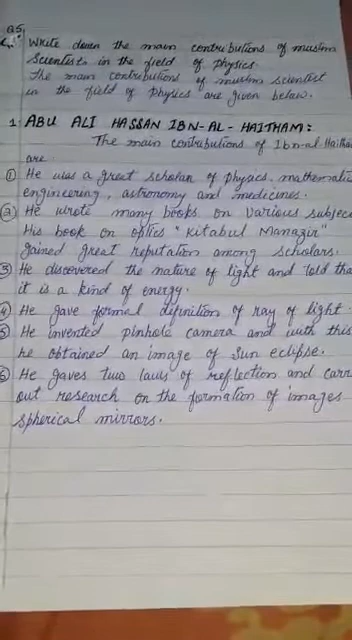 Q5
Write down the main contributions of muslim
Scientists in the field of physics.
The main contributions of muslim scientist
in the field of physics are given below.
1. ABU ALI HASSAN IBN-AL-HAITHAM:
The main contributions of Ibn-al-Haitha
are
① He was a great scholar of physics, mathematic
engineering, astronomy and medicines.
② He wrote many books on various subjec
His book on optics "Kitabul Manazir"
gained great reputation among scholars.
③ He discovered the nature of light and told tha
it is a kind of energy.
④ He gave formal definition of ray of light.
⑤ He invented pinhole camera and with this
he obtained an image of sun eclipse.
⑥ He gaves two laws of reflection and carr
out research on the formation of images
spherical mirrors.